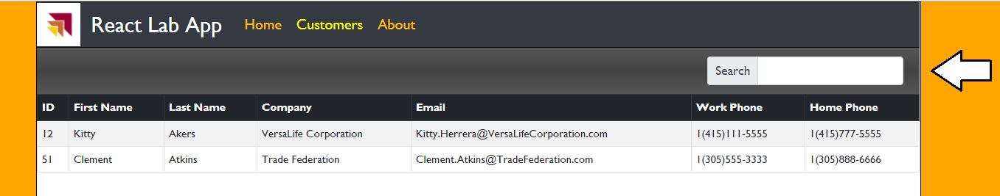 React Lab App Home Customers About
Search
ID First Name Last Name Company Email Work Phone Home Phone
12 Kitty Akers VersaLife Corporation Kitty.Herrera@VersaLifeCorporation.com 1(415)111-5555 1(415)777-5555
51 Clement Atkins Trade Federation Clement.Atkins@TradeFederation.com 1(305)555-3333 1(305)888-6666